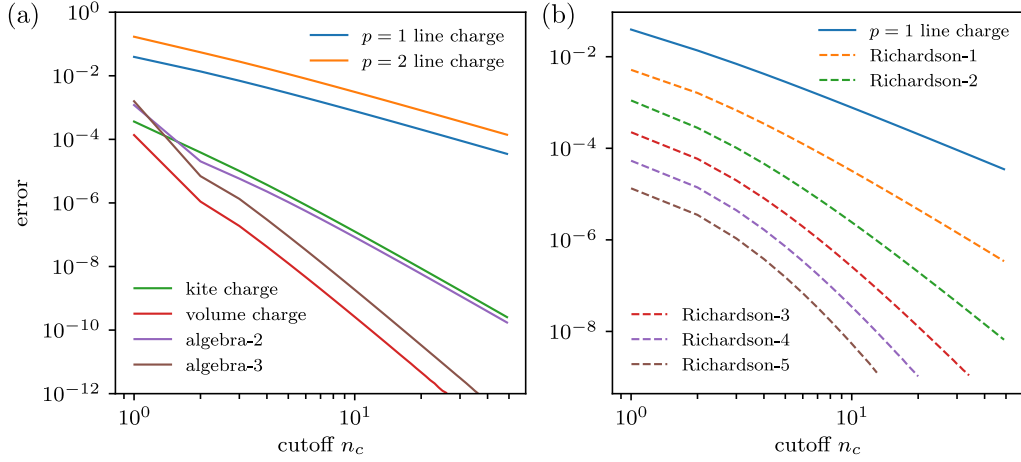 (a)
error
10^0
10^{-2}
10^{-4}
10^{-6}
10^{-8}
10^{-10}
10^{-12}
p = 1 line charge
p = 2 line charge
kite charge
volume charge
algebra-2
algebra-3
10^0
10^1
cutoff n_c
(b)
10^{-2}
10^{-4}
10^{-6}
10^{-8}
p = 1 line charge
Richardson-1
Richardson-2
Richardson-3
Richardson-4
Richardson-5
10^0
10^1
cutoff n_c